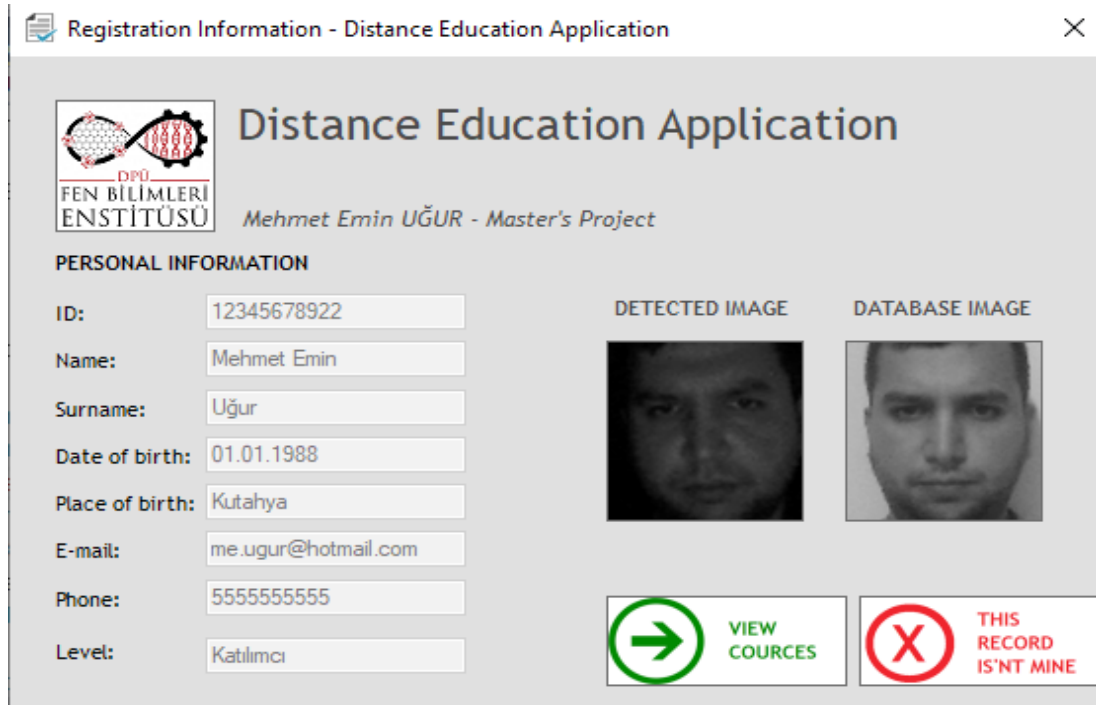 Registration Information - Distance Education Application
Distance Education Application
DPÜ
FEN BİLİMLERİ
ENSTİTÜSÜ
Mehmet Emin UĞUR - Master's Project
PERSONAL INFORMATION
ID: 12345678922
Name: Mehmet Emin
Surname: Uğur
Date of birth: 01.01.1988
Place of birth: Kutahya
E-mail: me.ugur@hotmail.com
Phone: 5555555555
Level: Katılımcı
DETECTED IMAGE
DATABASE IMAGE
VIEW
COURCES
X
THIS
RECORD
IS'NT MINE